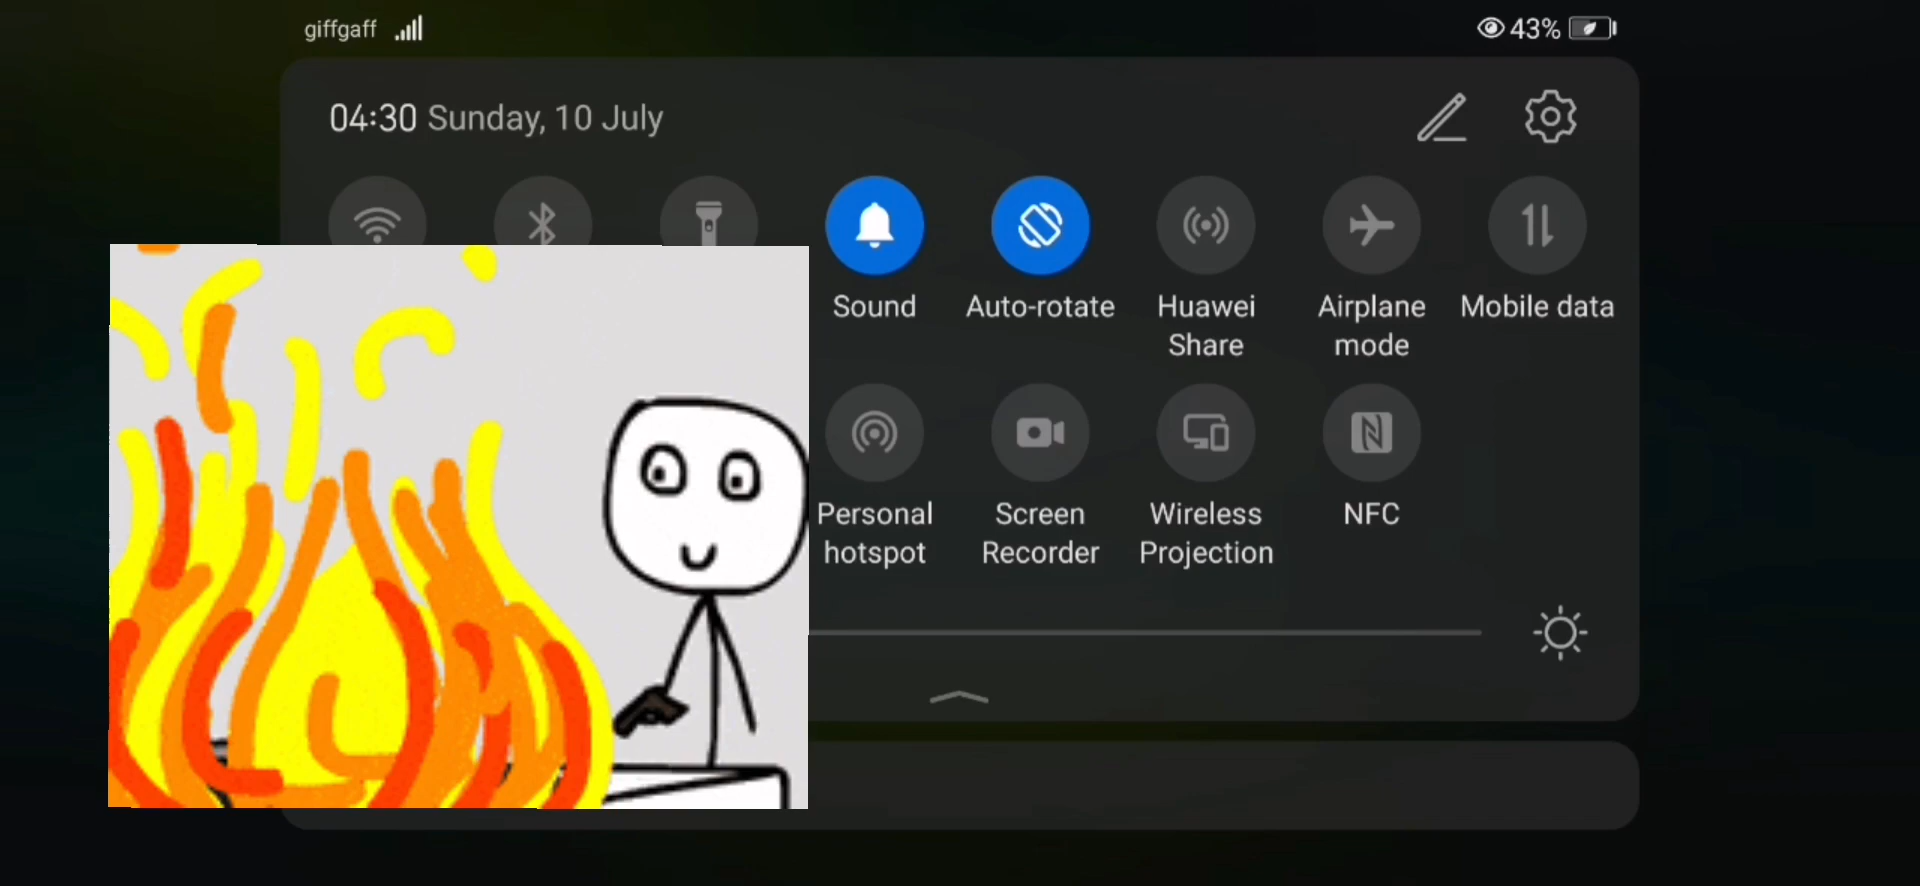 giffgaff
43%
04:30 Sunday, 10 July
Sound
Auto-rotate
Huawei
Share
Airplane
mode
Mobile data
Personal
hotspot
Screen
Recorder
Wireless
Projection
NFC